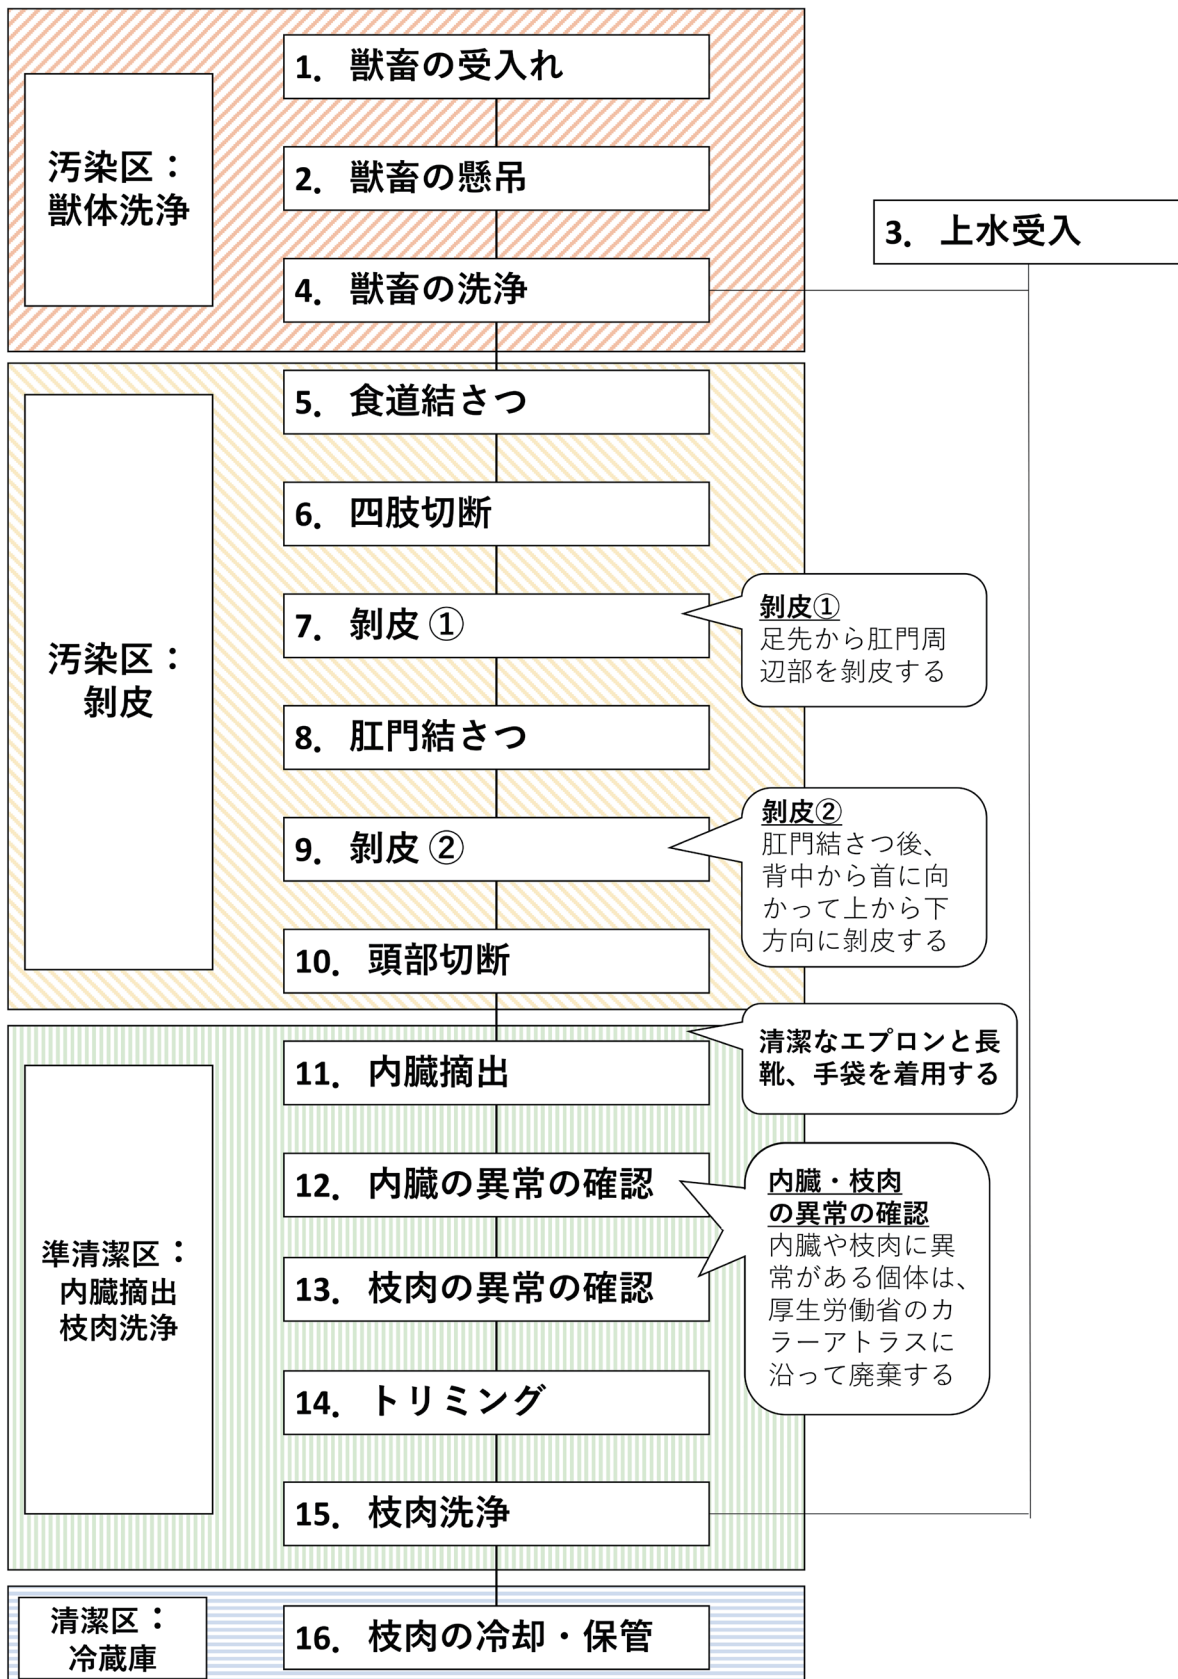 汚染区：
獣体洗浄
1. 獣畜の受入れ
2. 獣畜の懸吊
3. 上水受入
4. 獣畜の洗浄
汚染区：
剝皮
5. 食道結さつ
6. 四肢切断
7. 剝皮 ①
剝皮①
足先から肛門周
辺部を剝皮する
8. 肛門結さつ
9. 剝皮 ②
剝皮②
肛門結さつ後、
背中から首に向
かって上から下
方向に剝皮する
10. 頭部切断
準清潔区：
内臓摘出
枝肉洗浄
清潔なエプロンと長
靴、手袋を着用する
11. 内臓摘出
12. 内臓の異常の確認
13. 枝肉の異常の確認
内臓・枝肉
の異常の確認
内臓や枝肉に異
常がある個体は、
厚生労働省のカ
ラーアトラスに
沿って廃棄する
14. トリミング
15. 枝肉洗浄
清潔区：
冷蔵庫
16. 枝肉の冷却・保管